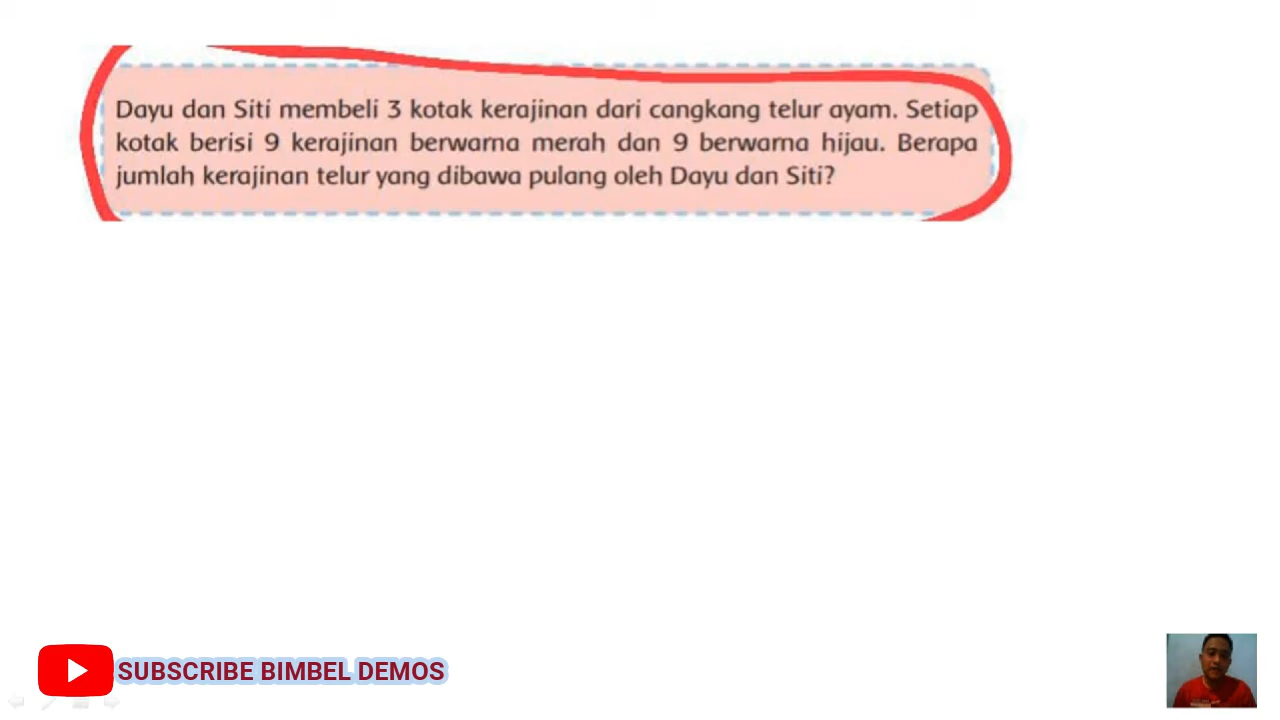 Dayu dan Siti membeli 3 kotak kerajinan dari cangkang telur ayam. Setiap
kotak berisi 9 kerajinan berwarna merah dan 9 berwarna hijau. Berapa
jumlah kerajinan telur yang dibawa pulang oleh Dayu dan Siti?
SUBSCRIBE BIMBEL DEMOS